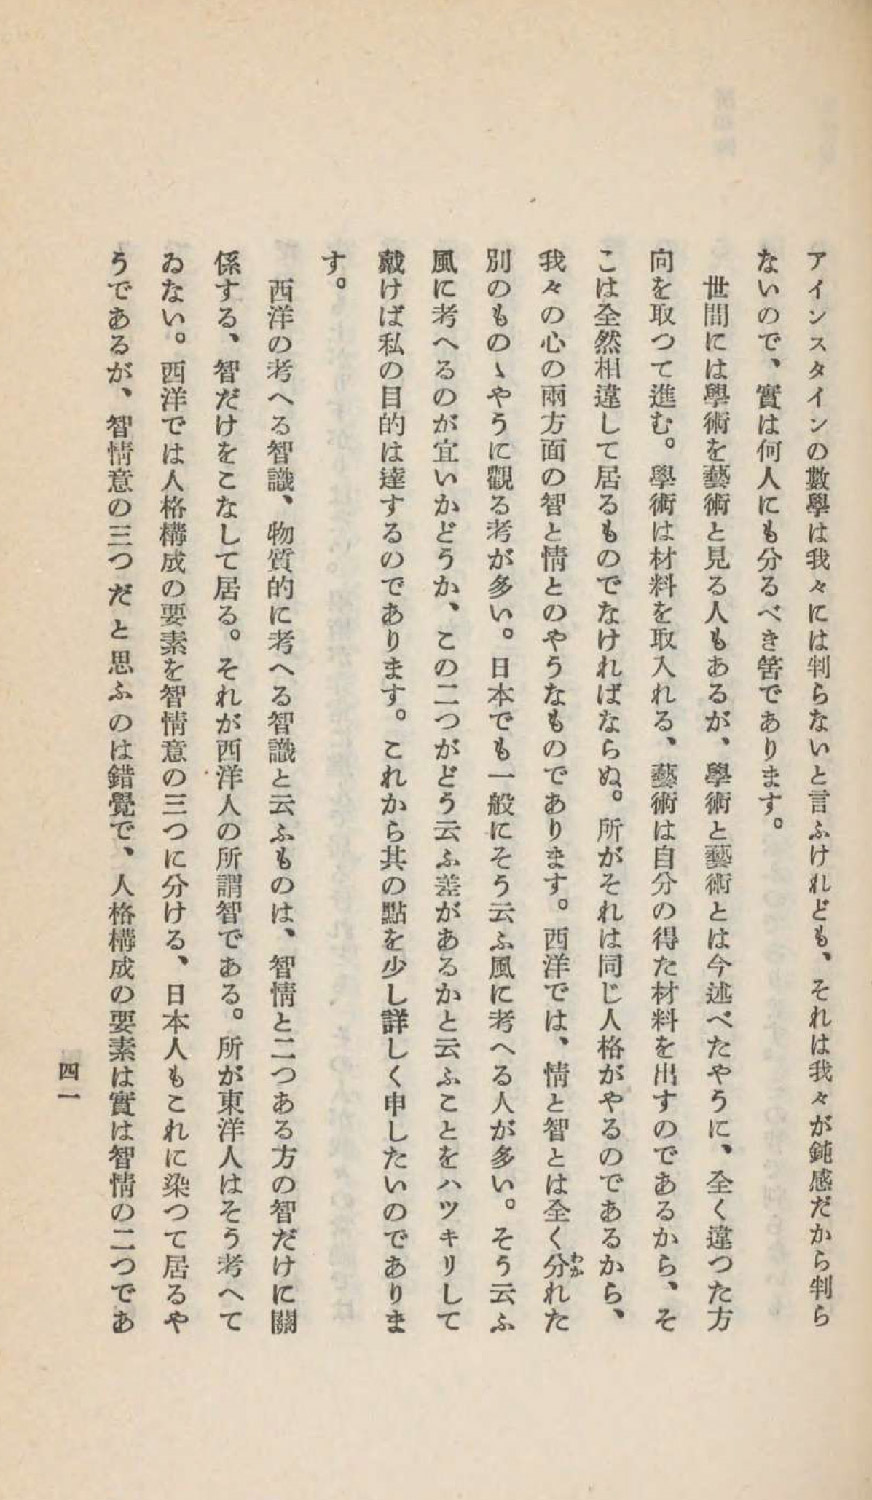 アインスタインの數學は我々には判らないと言ふけれども、それは我々が鈍感だから判ら
ないので、實は何人にも分るべき筈であります。
世間には學術を藝術と見る人もあるが、學術と藝術とは今述べたやうに、全く違つた方
向を取つて進む。學術は材料を取入れる、藝術は自分の得た材料を出すのであるから、そ
こは全然相違して居るものでなければならぬ。所がそれは同じ人格がやるのであるから、
我々の心の兩方面の智と情とのやうなものであります。西洋では、情と智とは全く分れた
わか
別のものゝやうに觀る考が多い。日本でも一般にそう云ふ風に考へる人が多い。そう云ふ
風に考へるのが宜いかどうか、この二つがどう云ふ差があるかと云ふことをハツキリして
戴けば私の目的は達するのであります。これから其の點を少し詳しく申したいのでありま
す。
西洋の考へる智識、物質的に考へる智識と云ふものは、智情と二つある方の智だけに關
係する、智だけをこなして居る。それが西洋人の所謂智である。所が東洋人はそう考へて
ゐない。西洋では人格構成の要素を智情意の三つに分ける、日本人もこれに染つて居るや
うであるが、智情意の三つだと思ふのは錯覺で、人格構成の要素は實は智情の二つであ
四一